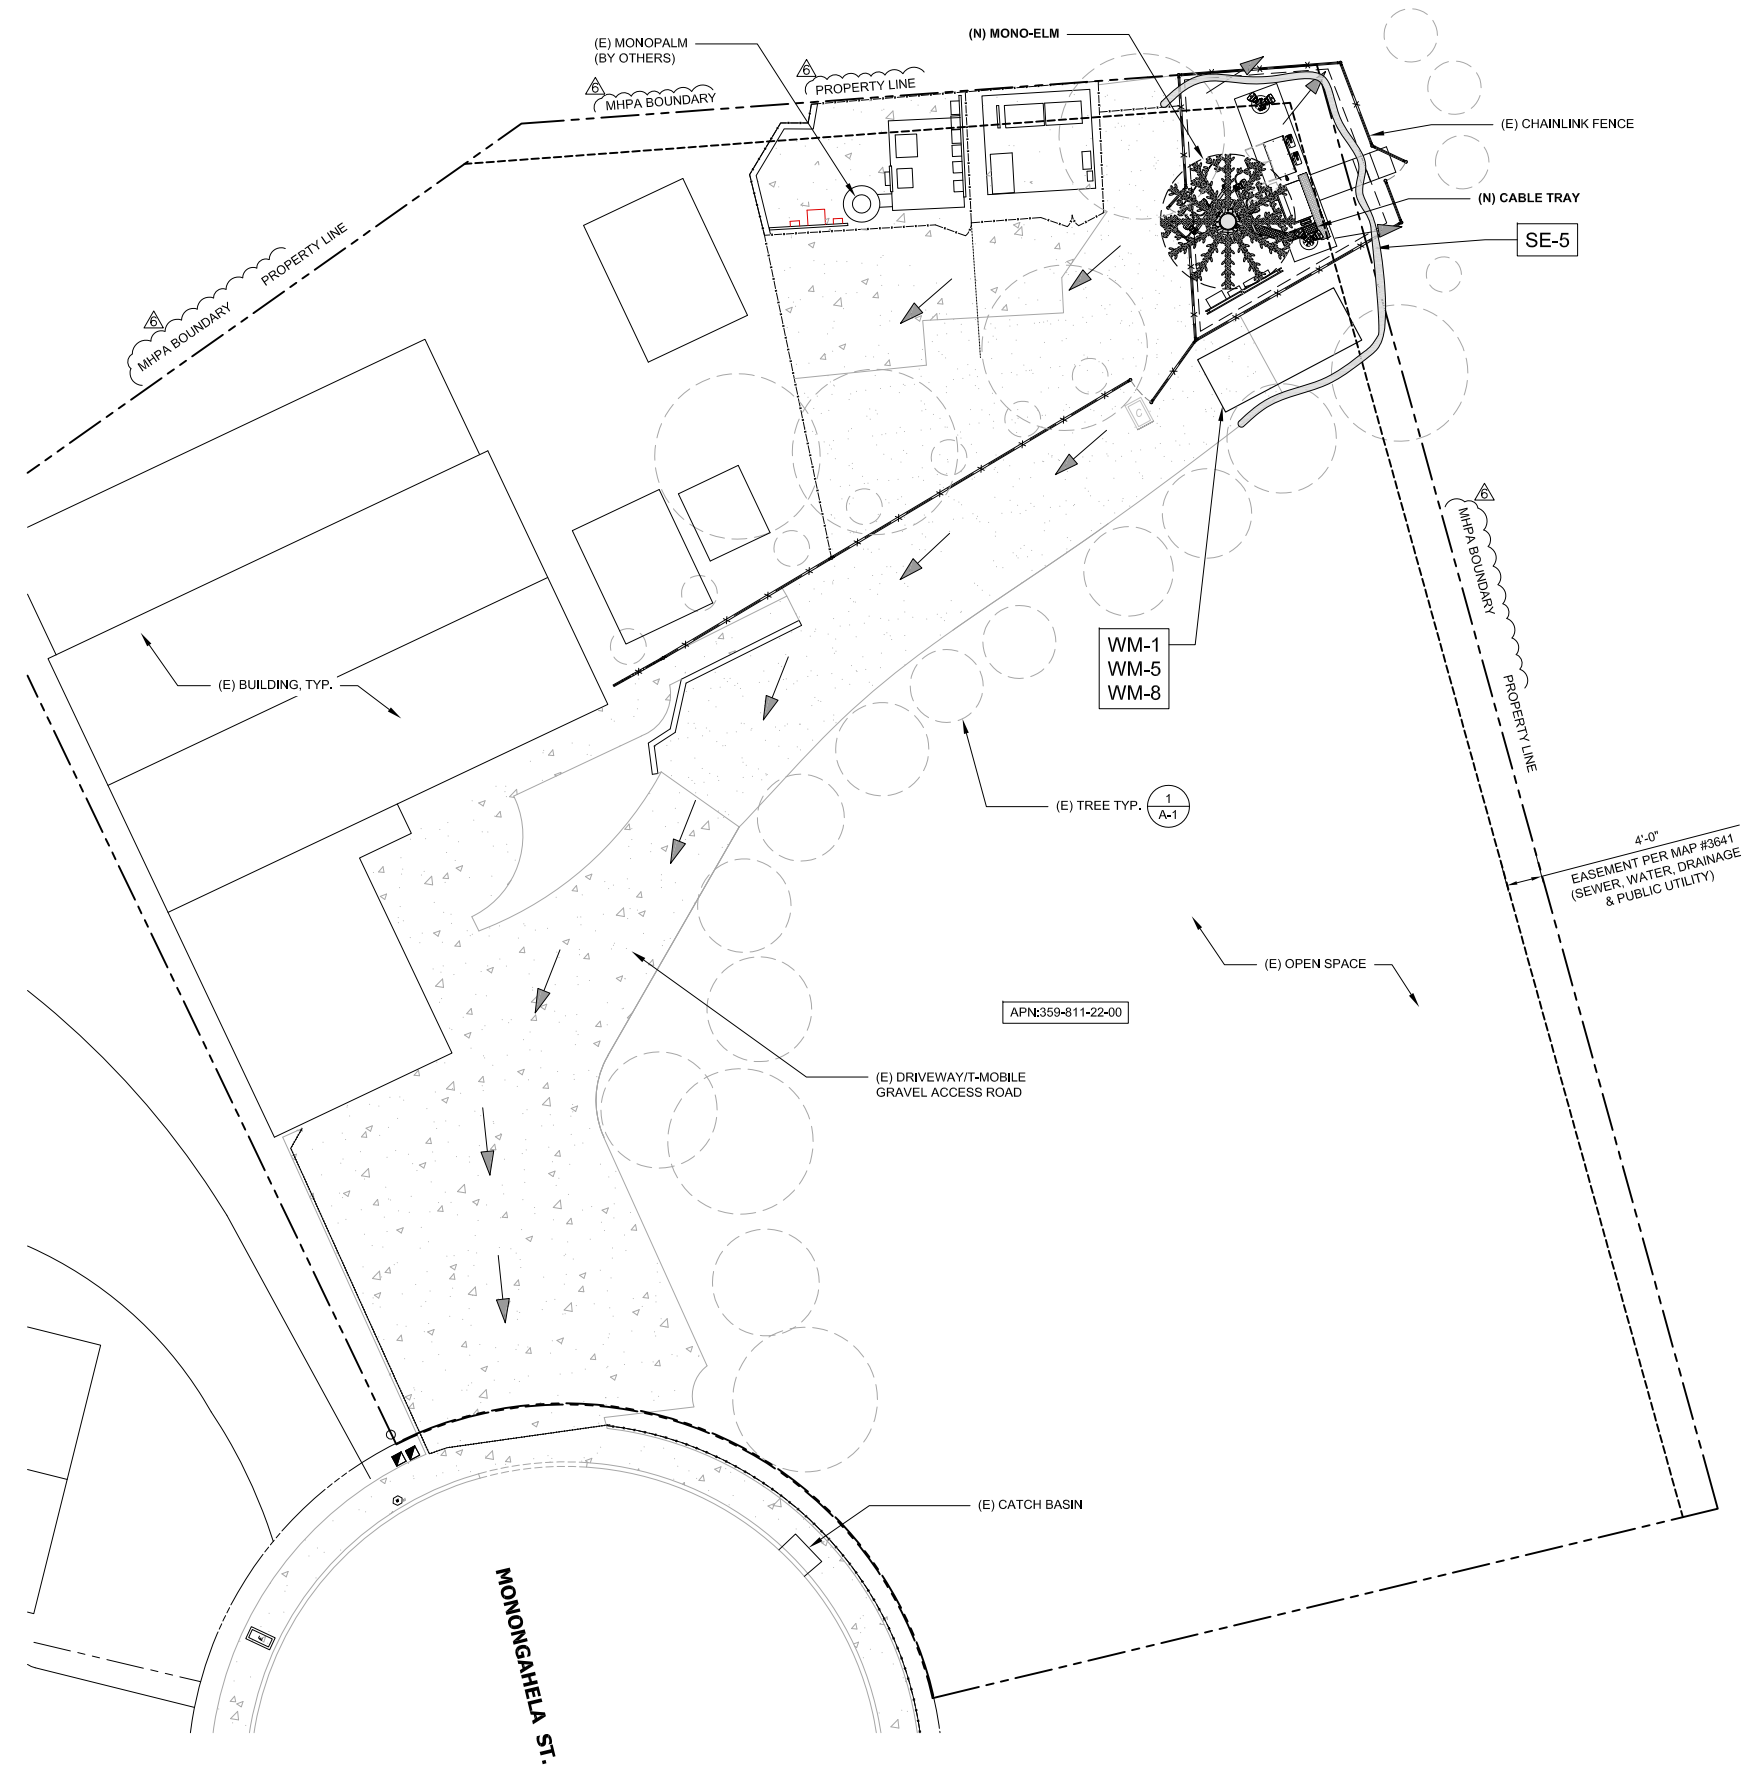 (E) MONOPALM
(BY OTHERS)
(N) MONO-ELM
6
MHPA BOUNDARY
6
PROPERTY LINE
(E) CHAINLINK FENCE
(N) CABLE TRAY
SE-5
6
MHPA BOUNDARY
PROPERTY LINE
C
6
MHPA BOUNDARY
PROPERTY LINE
WM-1
WM-5
WM-8
(E) BUILDING, TYP.
(E) TREE TYP.
1
A-1
4'-0"
EASEMENT PER MAP #3641
(SEWER, WATER, DRAINAGE
& PUBLIC UTILITY)
(E) OPEN SPACE
APN:359-811-22-00
(E) DRIVEWAY/T-MOBILE
GRAVEL ACCESS ROAD
(E) CATCH BASIN
MONONGAHELA ST.